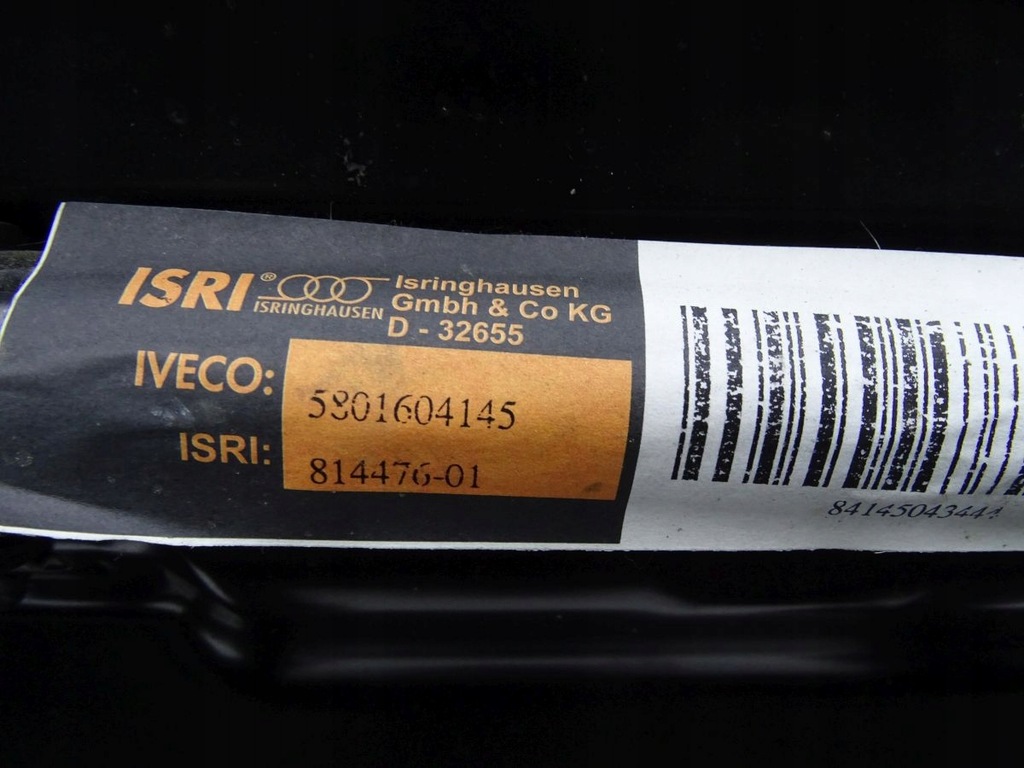 ISRI® ISRINGHAUSEN
Isringhausen
Gmbh & Co KG
D - 32655
IVECO: 5801604145
ISRI: 814476-01
84145043444